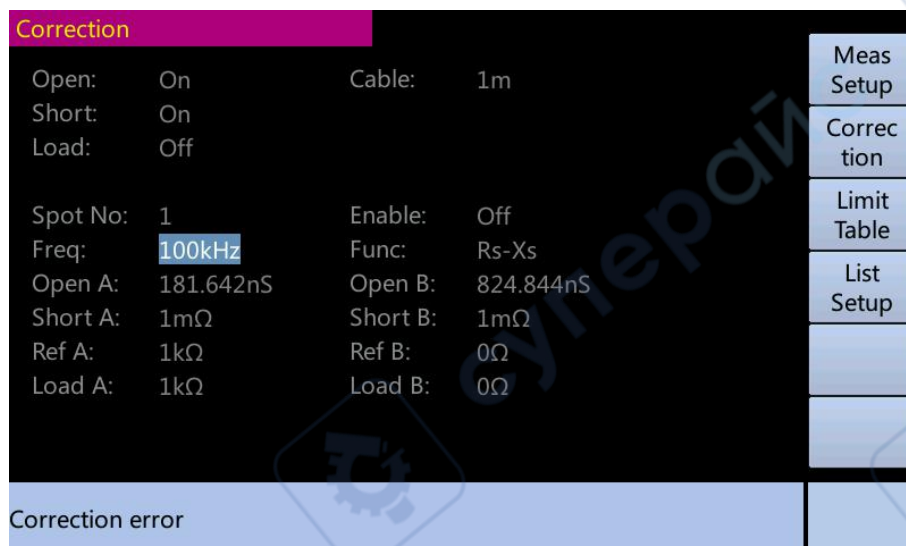 Correction
Open: On Cable: 1m
Short: On
Load: Off
Spot No: 1 Enable: Off
Freq: 100kHz Func: Rs-Xs
Open A: 181.642nS Open B: 824.844nS
Short A: 1mΩ Short B: 1mΩ
Ref A: 1kΩ Ref B: 0Ω
Load A: 1kΩ Load B: 0Ω
Meas
Setup
Correc
tion
Limit
Table
List
Setup
Correction error
суперайс